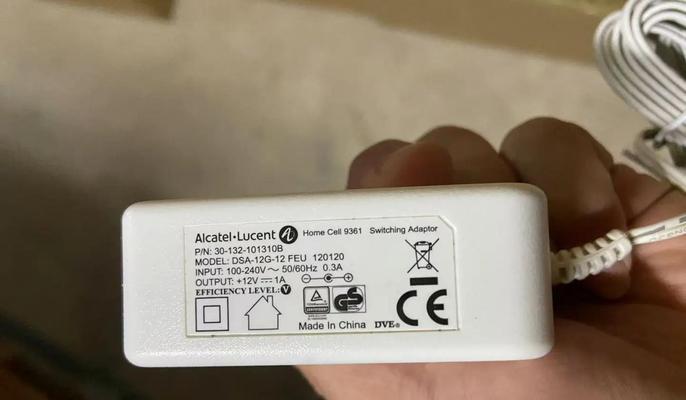 Alcatel·Lucent Home Cell 9361 Switching Adaptor
P/N: 30-132-101310B
MODEL: DSA-12G-12 FEU 120120
INPUT: 100-240V~ 50/60Hz 0.3A
OUTPUT: +12V⎓1A
EFFICIENCY LEVEL: V
GS
CE
Made In China DVE®